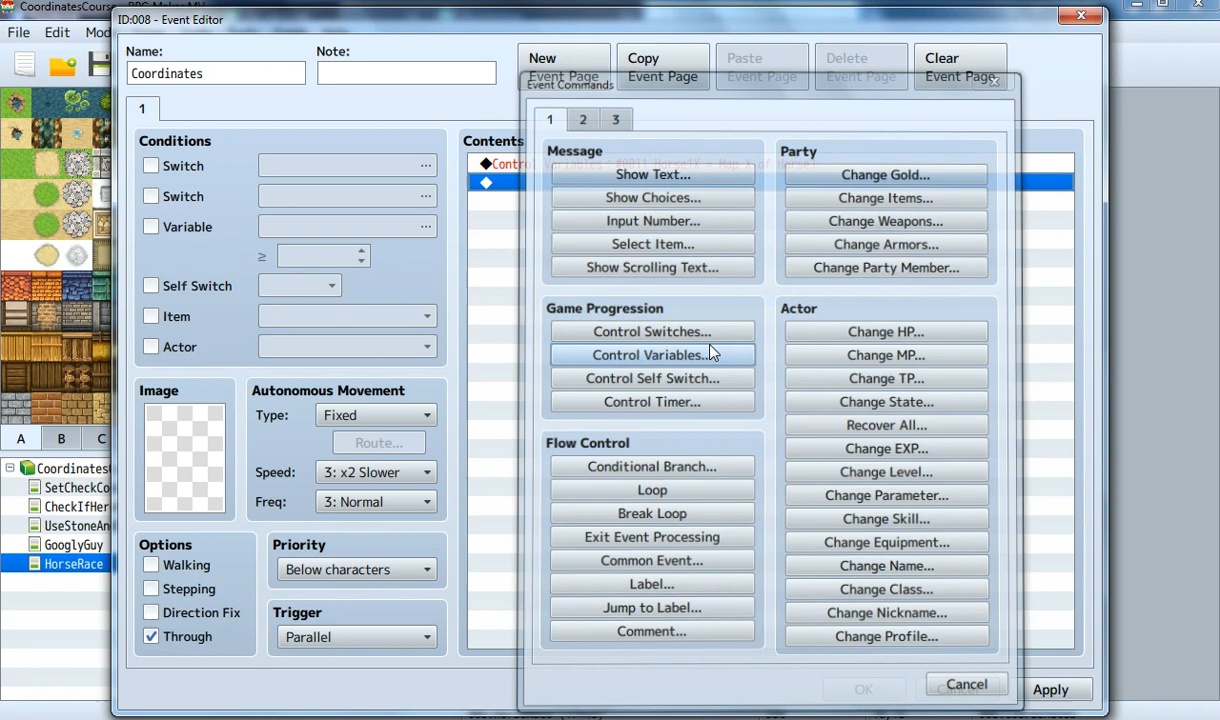 CoordinatesCourse - RPG Maker MV
ID:008 - Event Editor
File Edit Mod
Name:
Note:
Coordinates
New
Event Page
Copy
Event Page
Paste
Event Page
Delete
Event Page
Clear
Event Page
1
Conditions
Switch ...
Switch ...
Variable ...
≥
Self Switch
Item
Actor
Image
Autonomous Movement
Type: Fixed
Route...
Speed: 3: x2 Slower
Freq: 3: Normal
Options
Walking
Stepping
Direction Fix
Through
Priority
Below characters
Trigger
Parallel
Contents
◆Control Variables : #0011 Horse1X = Map X of Horse1
◆
Event Commands
1 2 3
Message
Show Text...
Show Choices...
Input Number...
Select Item...
Show Scrolling Text...
Game Progression
Control Switches...
Control Variables...
Control Self Switch...
Control Timer...
Flow Control
Conditional Branch...
Loop
Break Loop
Exit Event Processing
Common Event...
Label...
Jump to Label...
Comment...
Party
Change Gold...
Change Items...
Change Weapons...
Change Armors...
Change Party Member...
Actor
Change HP...
Change MP...
Change TP...
Change State...
Recover All...
Change EXP...
Change Level...
Change Parameter...
Change Skill...
Change Equipment...
Change Name...
Change Class...
Change Nickname...
Change Profile...
OK
Cancel
Cancel
Apply
A B C
Coordinates
SetCheckCo
CheckIfHer
UseStoneAn
GooglyGuy
HorseRace